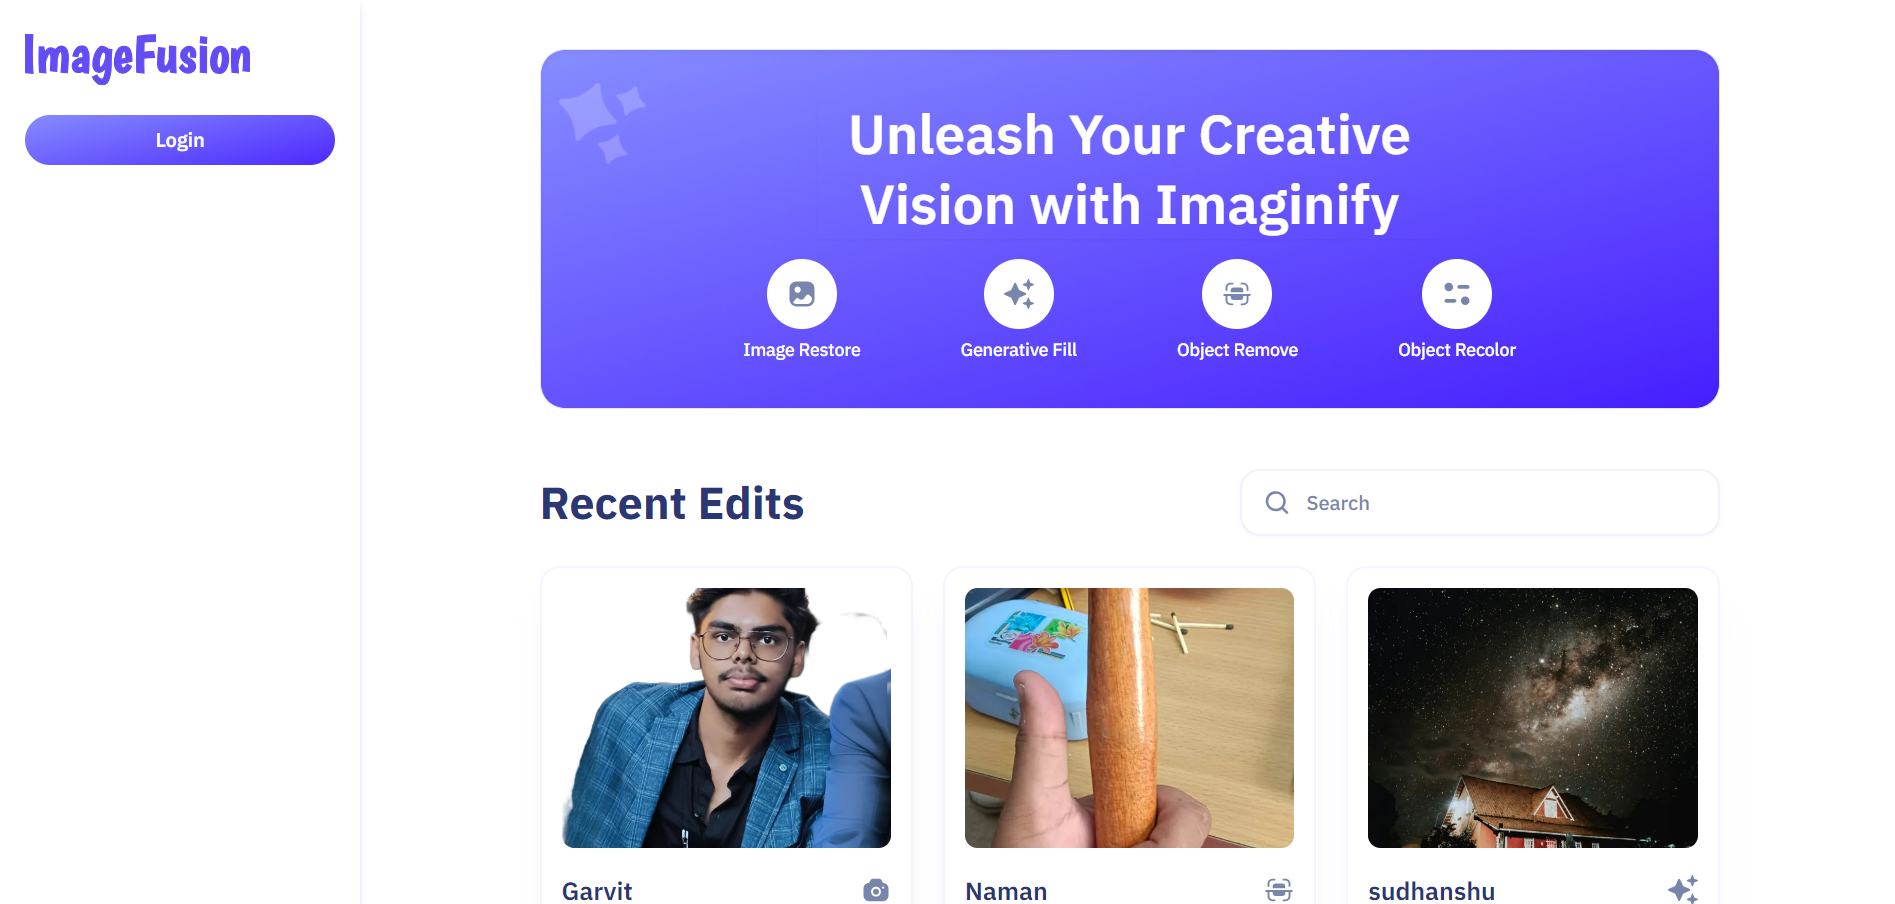 ImageFusion
Login
Unleash Your Creative
Vision with Imaginify
Image Restore
Generative Fill
Object Remove
Object Recolor
Recent Edits
Search
Garvit
Naman
sudhanshu